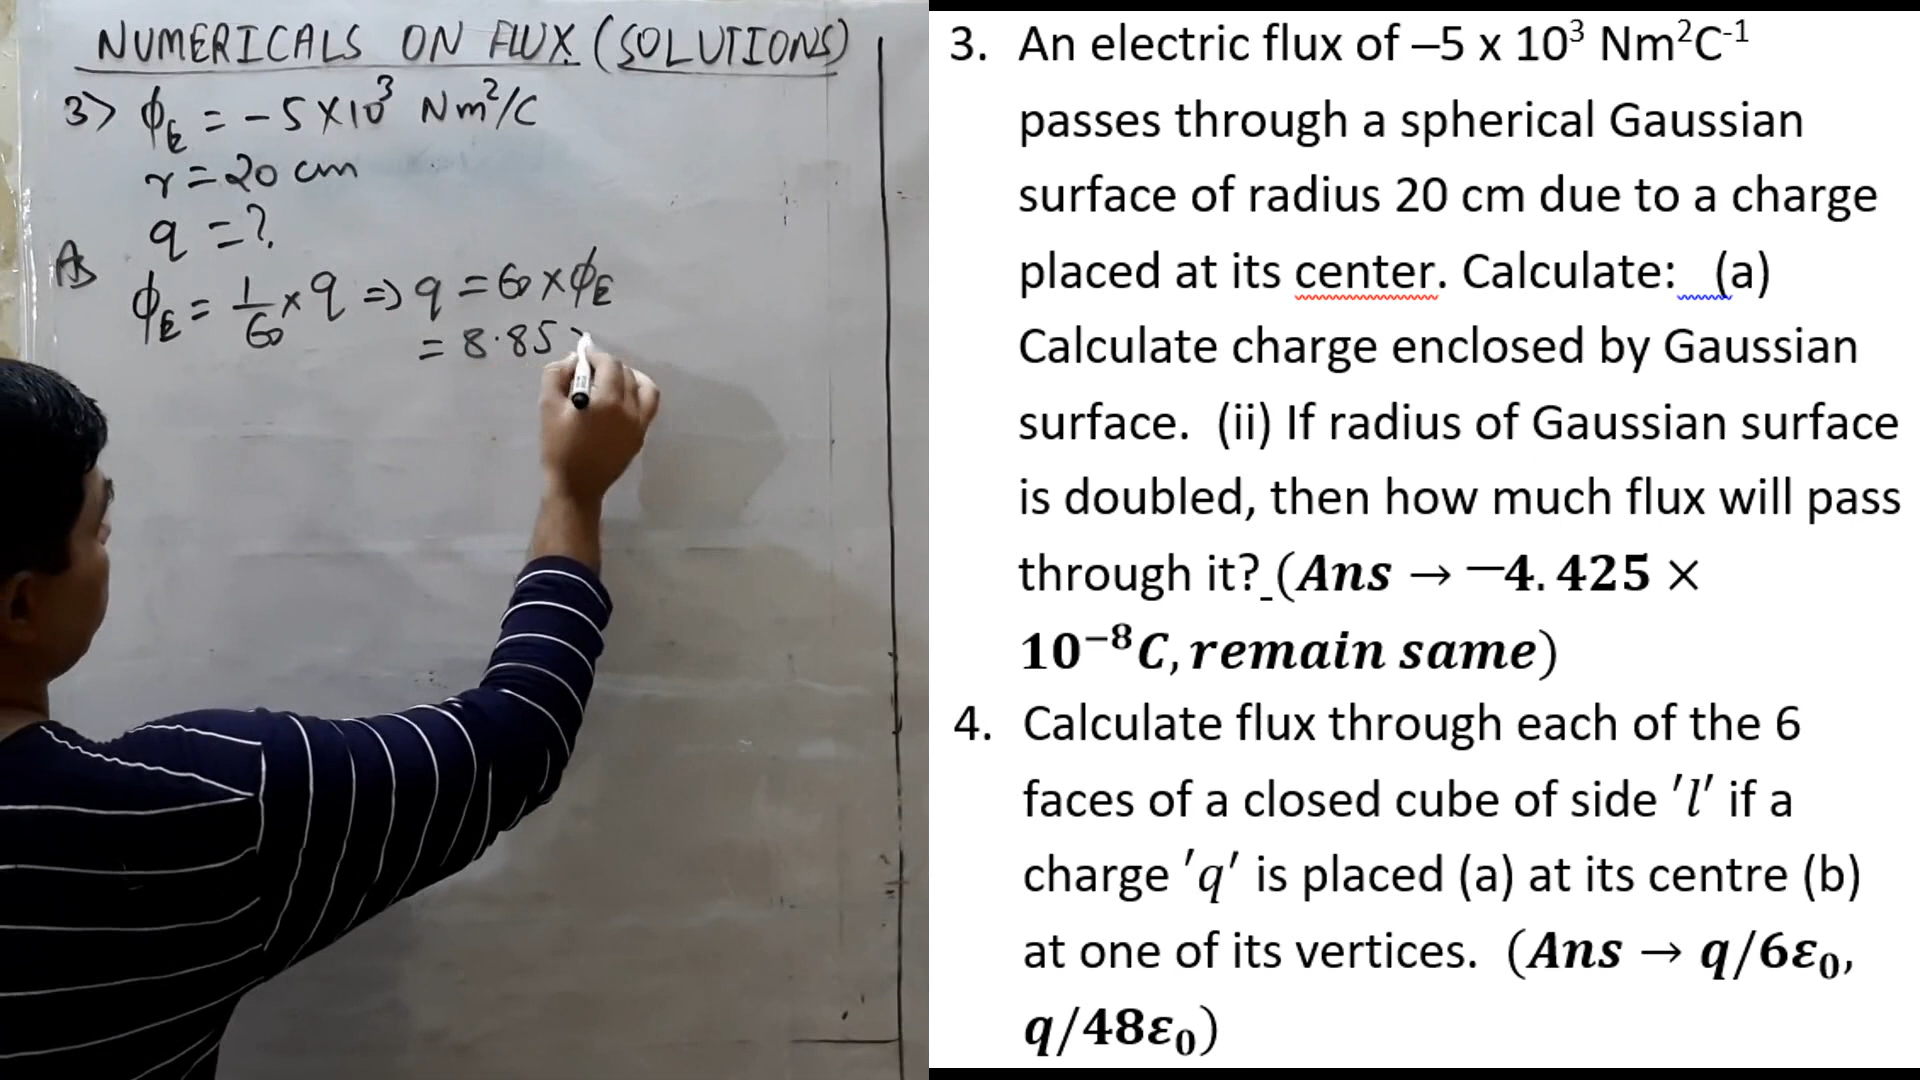 NUMERICALS ON FLUX (SOLUTIONS)
3> ϕE = -5×10³ Nm²/C
r = 20 cm
q = ?
As
ϕE = 1/ϵ₀ × q ⇒ q = ϵ₀ × ϕE
= 8.85 ×
3. An electric flux of –5 x 10³ Nm²C⁻¹
passes through a spherical Gaussian
surface of radius 20 cm due to a charge
placed at its center. Calculate: (a)
Calculate charge enclosed by Gaussian
surface. (ii) If radius of Gaussian surface
is doubled, then how much flux will pass
through it? (Ans → −4.425 ×
10⁻⁸C, remain same)
4. Calculate flux through each of the 6
faces of a closed cube of side 'l' if a
charge 'q' is placed (a) at its centre (b)
at one of its vertices. (Ans → q/6ε₀,
q/48ε₀)